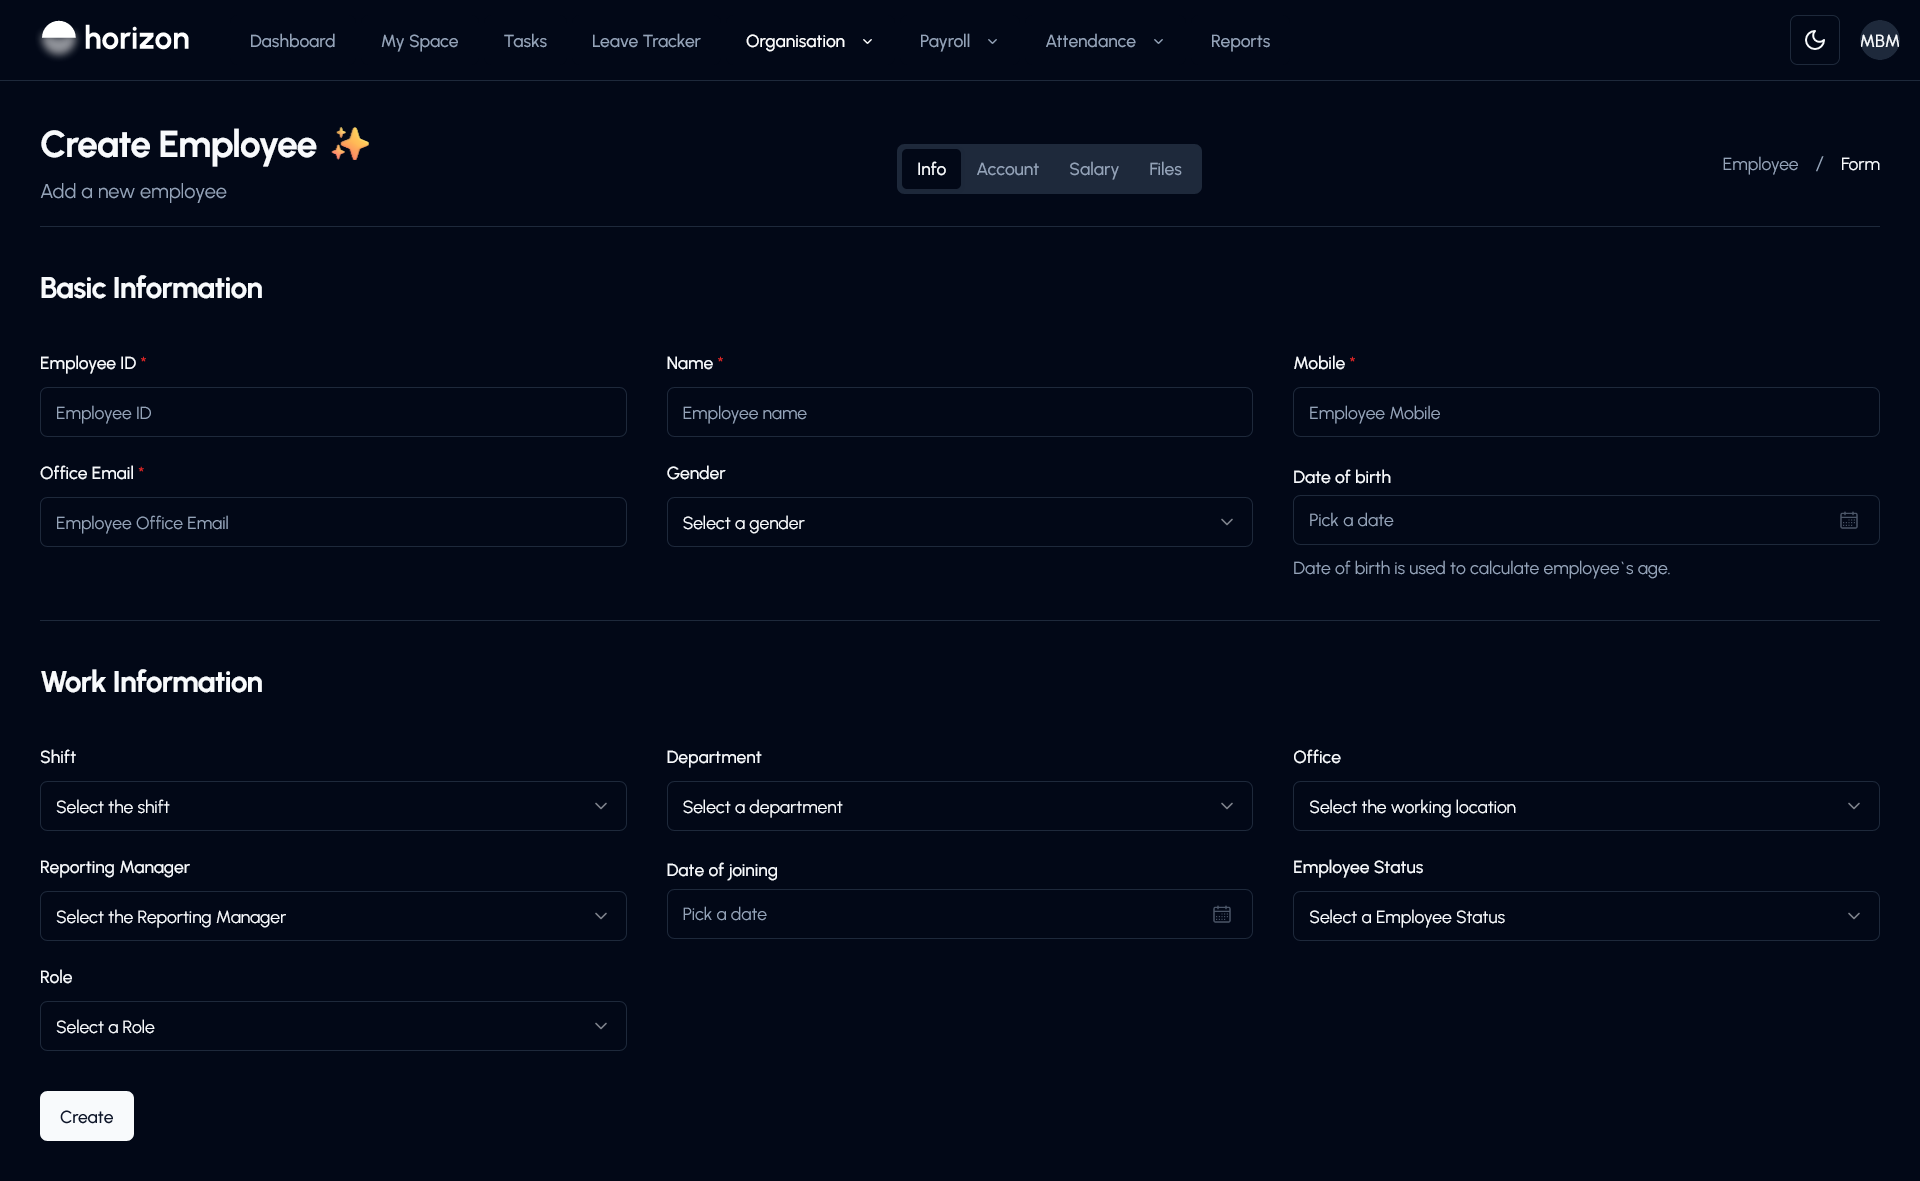 horizon
Dashboard My Space Tasks Leave Tracker Organisation Payroll Attendance Reports
MBM
Create Employee
Add a new employee
Info Account Salary Files
Employee / Form
Basic Information
Employee ID * Name * Mobile *
Employee ID Employee name Employee Mobile
Office Email * Gender Date of birth
Employee Office Email Select a gender Pick a date
Date of birth is used to calculate employee`s age.
Work Information
Shift Department Office
Select the shift Select a department Select the working location
Reporting Manager Date of joining Employee Status
Select the Reporting Manager Pick a date Select a Employee Status
Role
Select a Role
Create